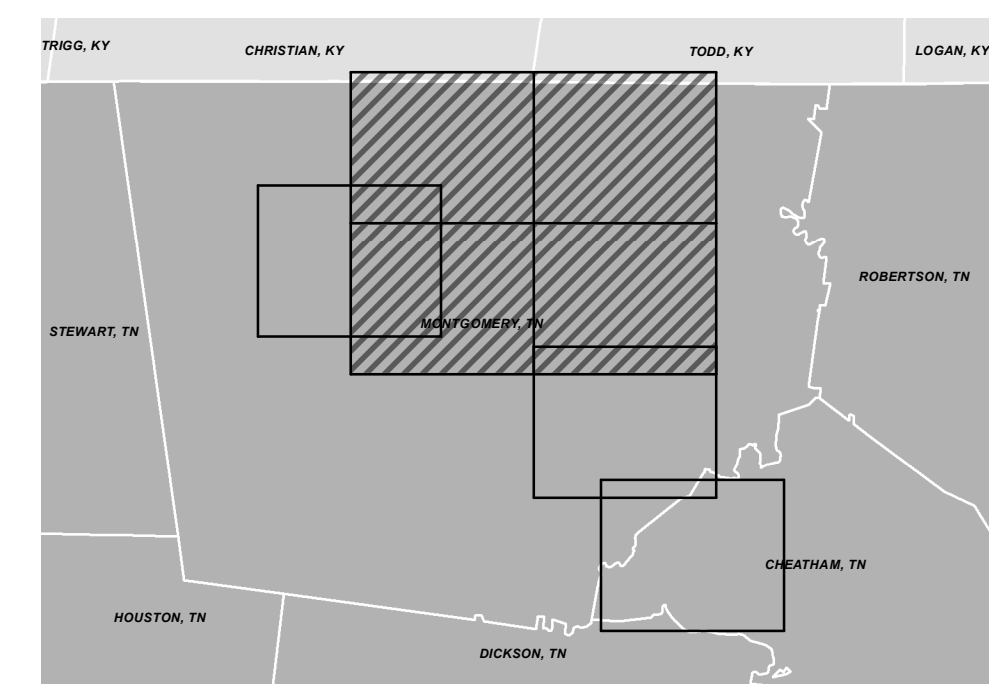 TRIGG, KY
CHRISTIAN, KY
TODD, KY
LOGAN, KY
ROBERTSON, TN
STEWART, TN
MONTGOMERY, TN
CHEATHAM, TN
HOUSTON, TN
DICKSON, TN